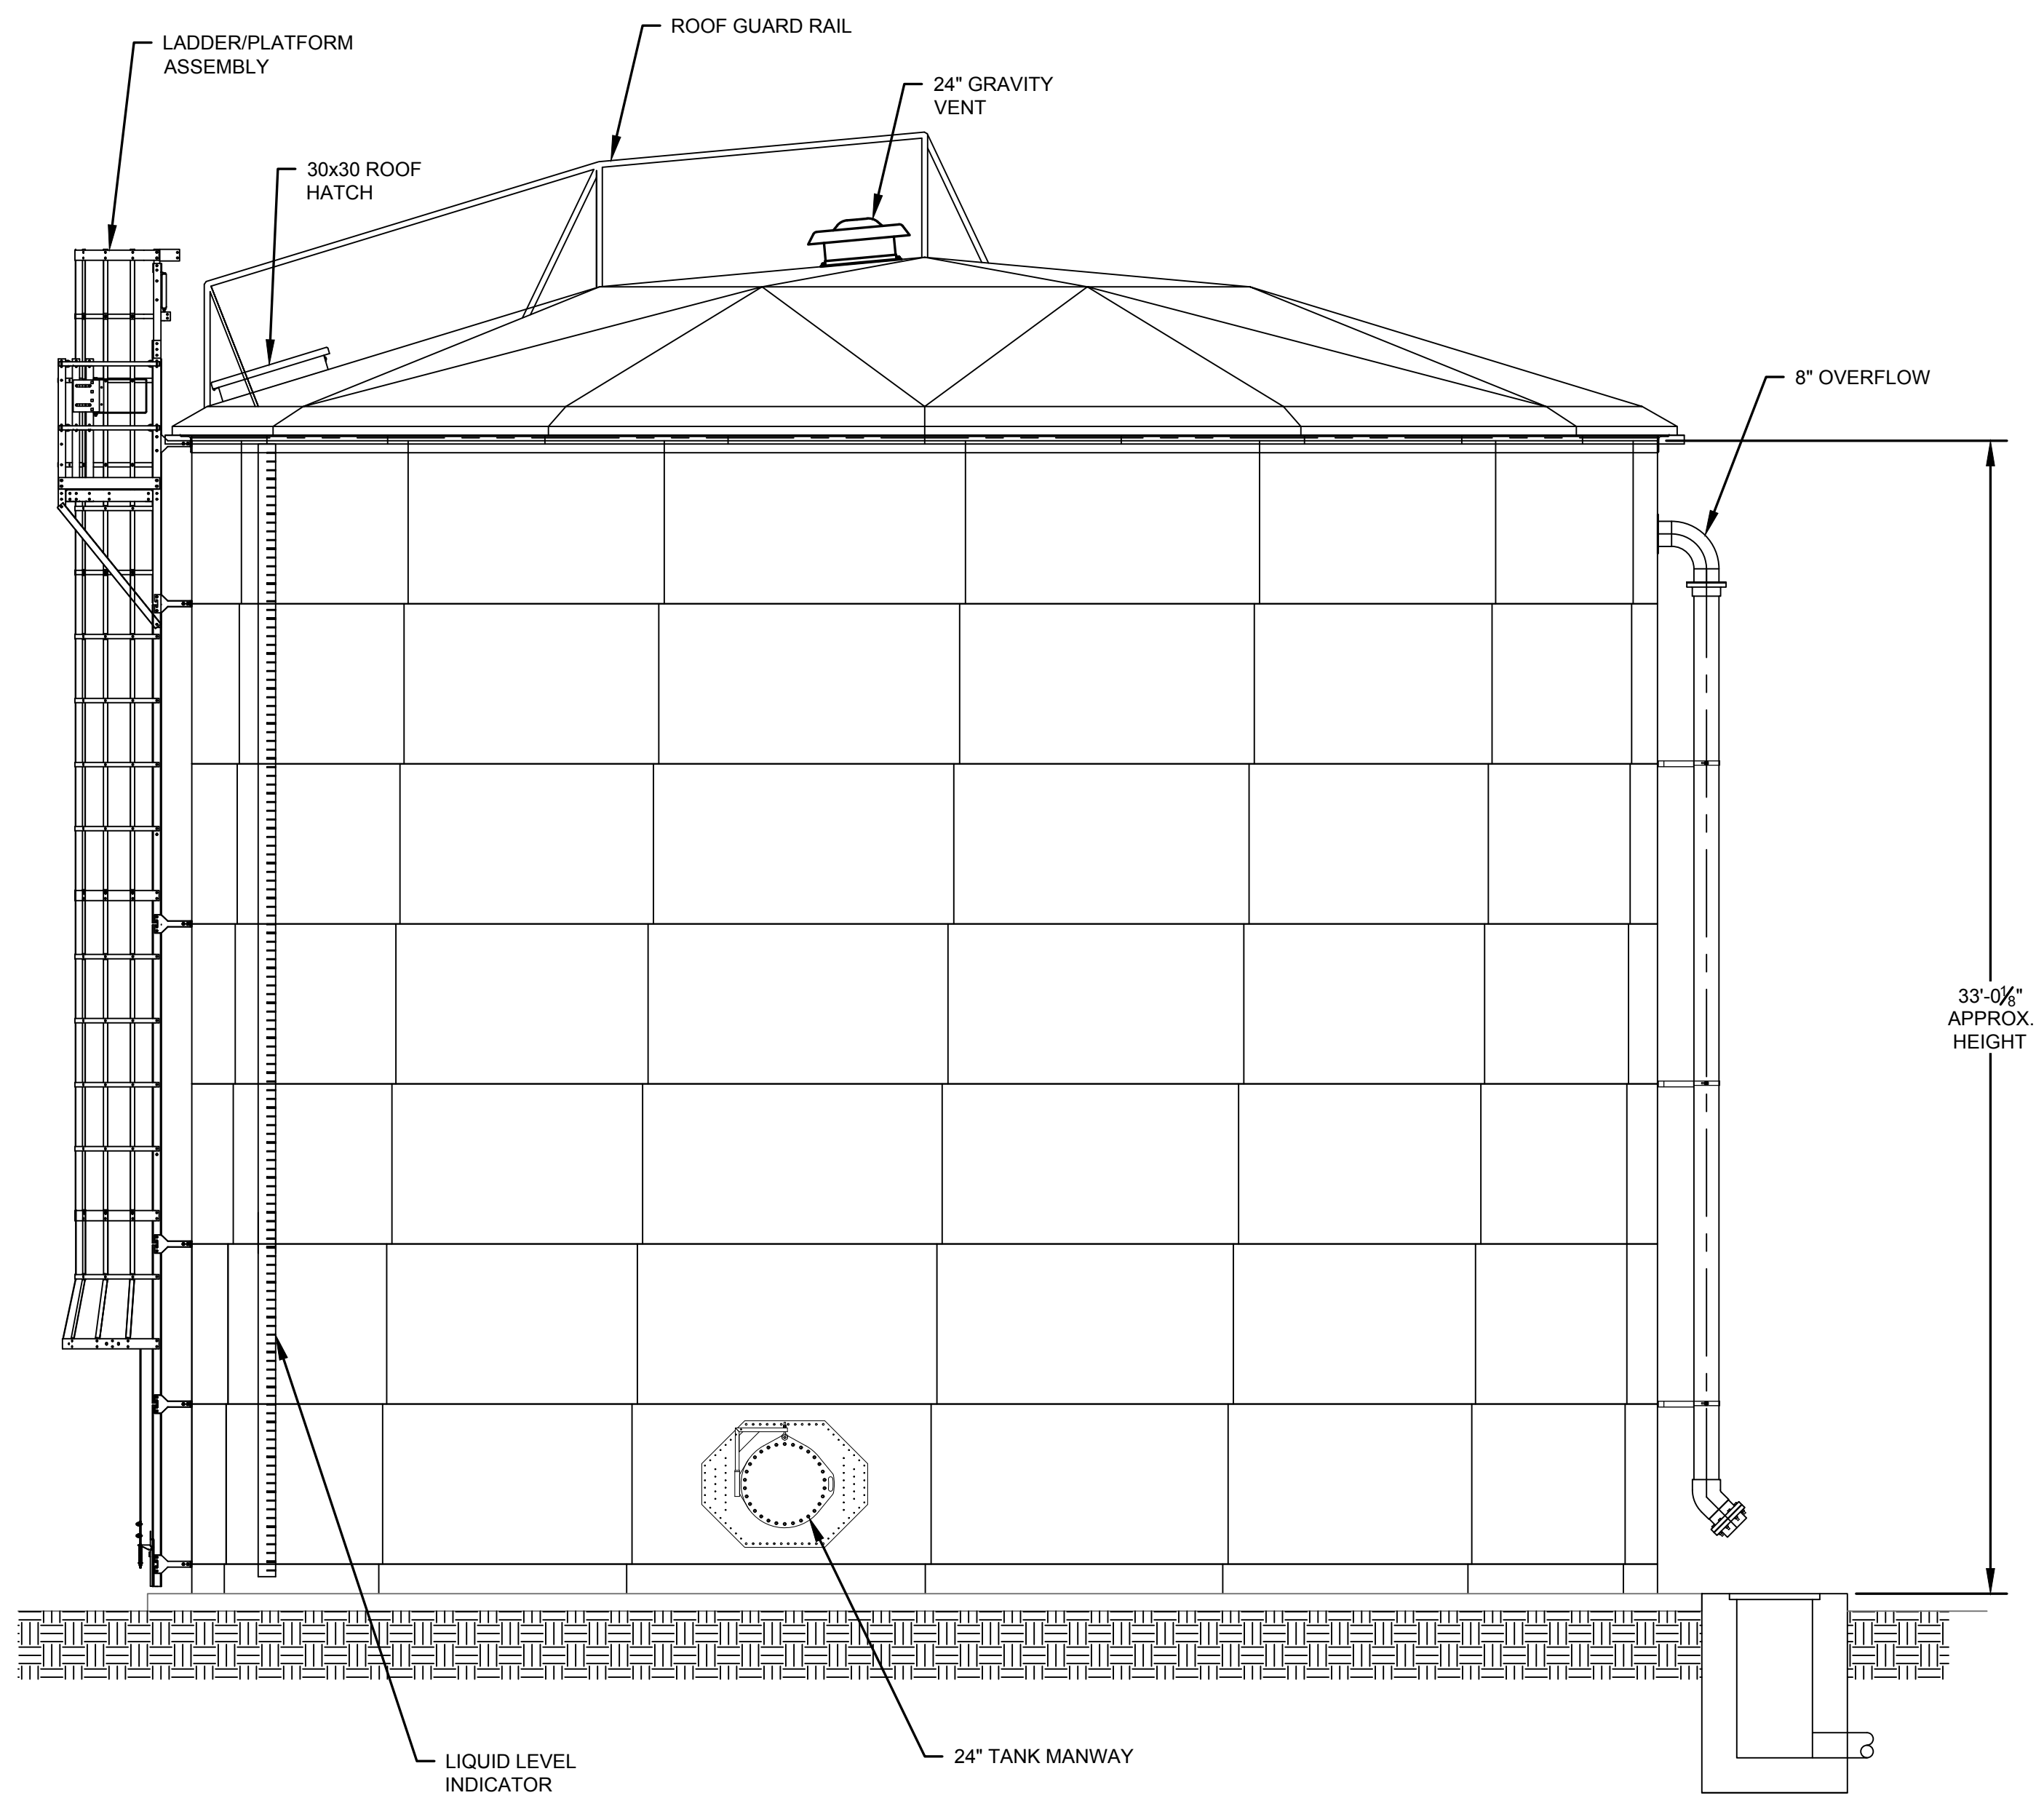 ROOF GUARD RAIL
LADDER/PLATFORM
ASSEMBLY
24" GRAVITY
VENT
30x30 ROOF
HATCH
8" OVERFLOW
33'-0⅛"
APPROX.
HEIGHT
24" TANK MANWAY
LIQUID LEVEL
INDICATOR